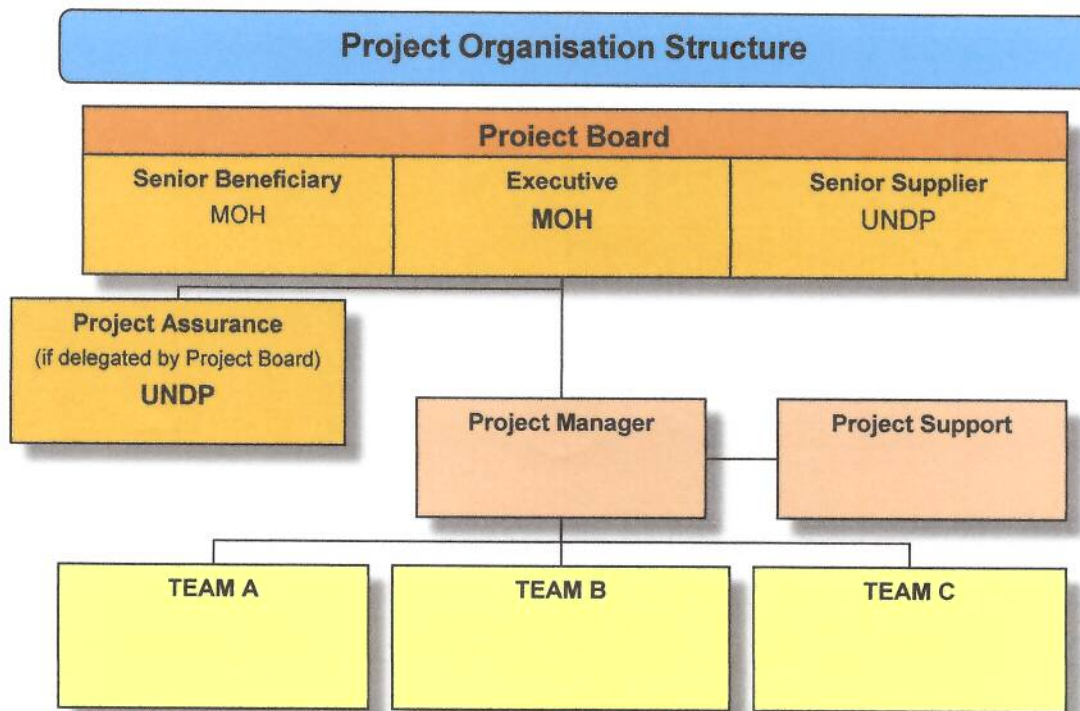 Project Organisation Structure
Project Board
Senior Beneficiary
MOH
Executive
MOH
Senior Supplier
UNDP
Project Assurance
(if delegated by Project Board)
UNDP
Project Manager
Project Support
TEAM A
TEAM B
TEAM C